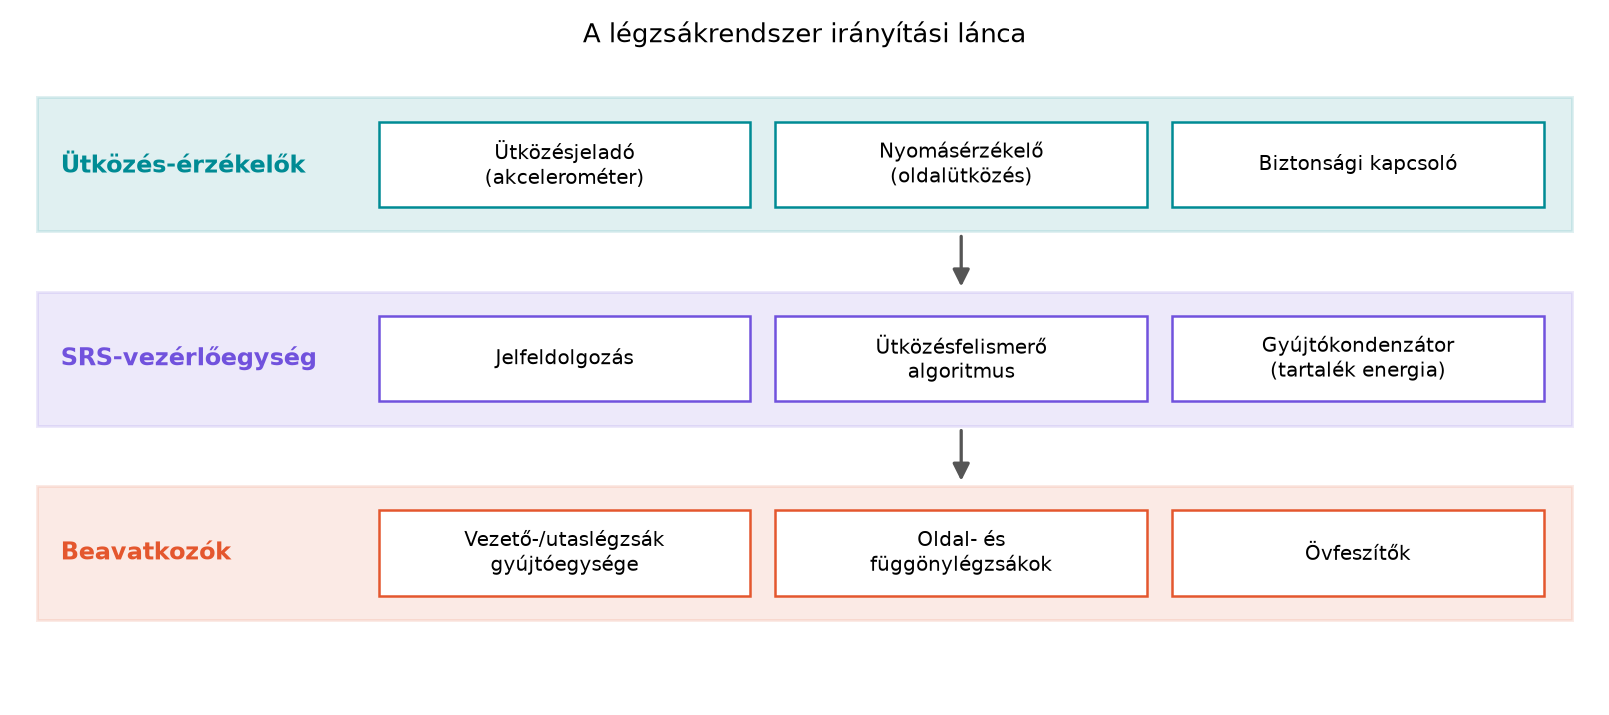 A légzsákrendszer irányítási lánca
Ütközés-érzékelők
Ütközésjeladó
(akcelerométer)
Nyomásérzékelő
(oldalütközés)
Biztonsági kapcsoló
SRS-vezérlőegység
Jelfeldolgozás
Ütközésfelismerő
algoritmus
Gyújtókondenzátor
(tartalék energia)
Beavatkozók
Vezető-/utaslégzsák
gyújtóegysége
Oldal- és
függönylégzsákok
Övfeszítők